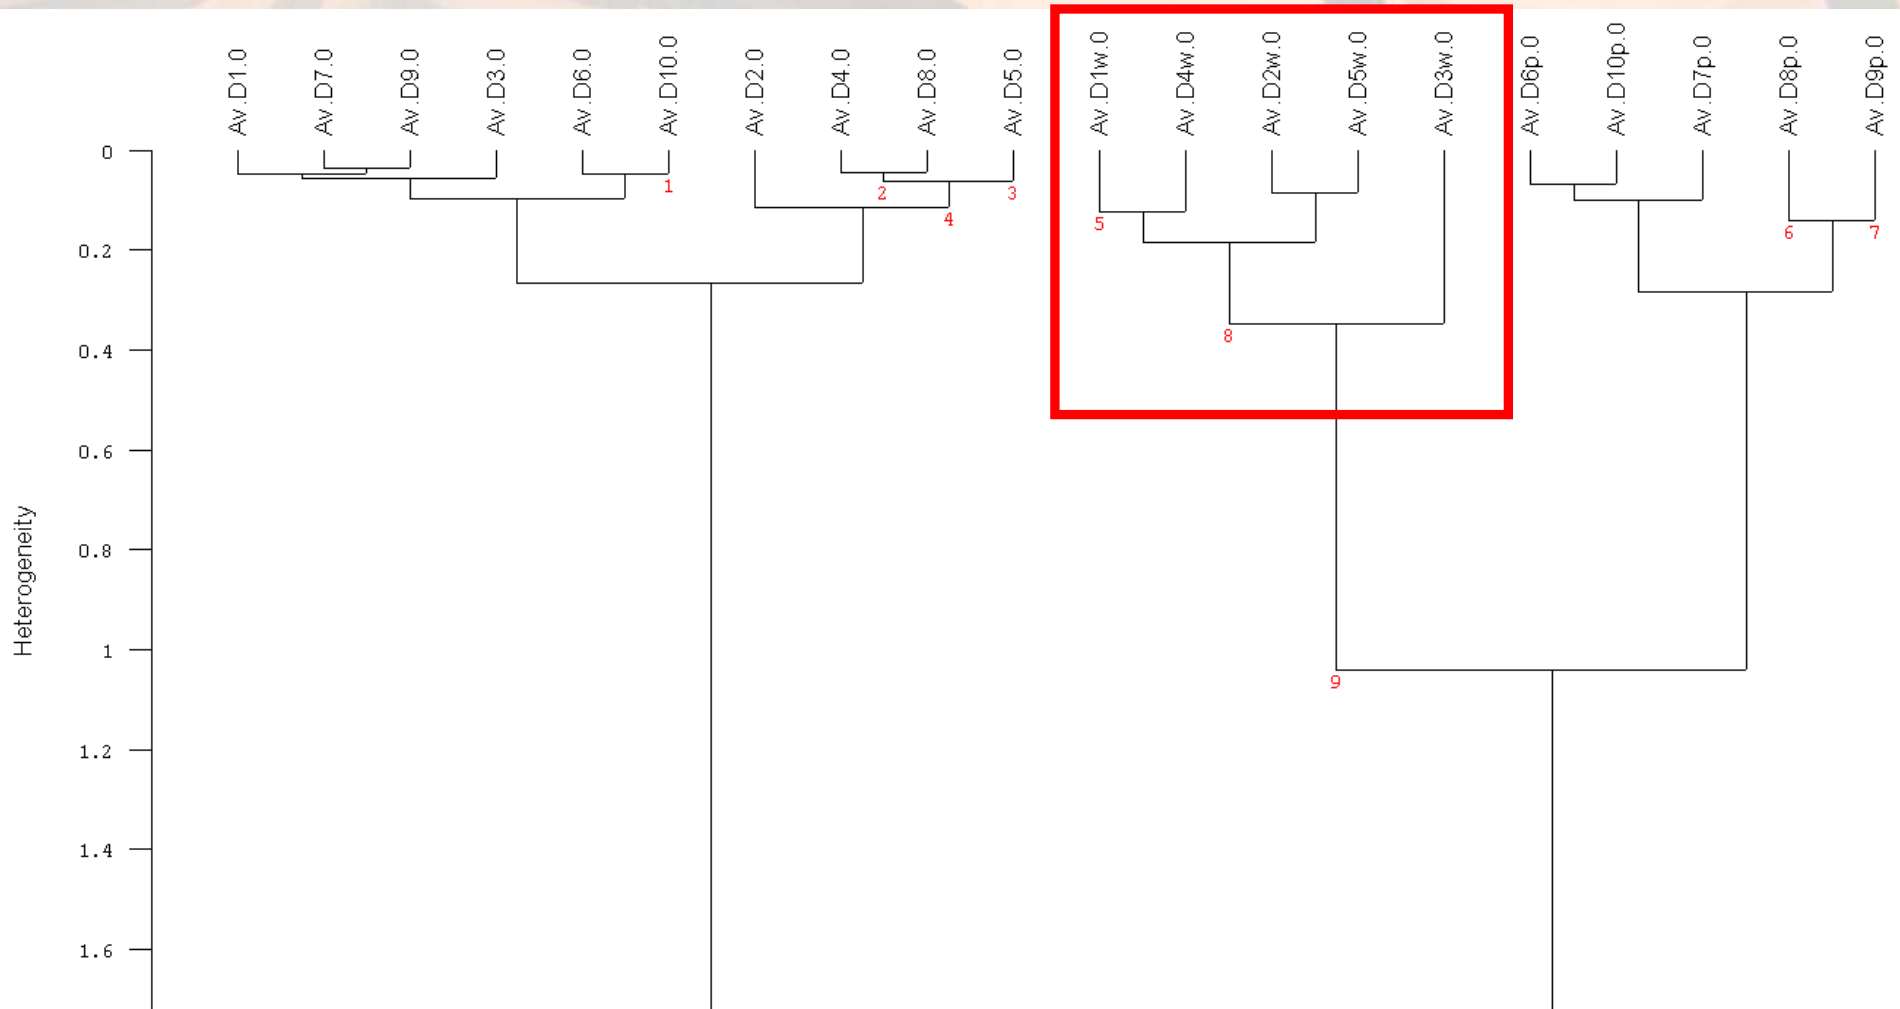 Av.D1.0
Av.D7.0
Av.D9.0
Av.D3.0
Av.D6.0
Av.D10.0
Av.D2.0
Av.D4.0
Av.D8.0
Av.D5.0
Av.D1w.0
Av.D4w.0
Av.D2w.0
Av.D5w.0
Av.D3w.0
Av.D6p.0
Av.D10p.0
Av.D7p.0
Av.D8p.0
Av.D9p.0
Heterogeneity
0
0.2
0.4
0.6
0.8
1
1.2
1.4
1.6
1
2
3
4
5
6
7
8
9